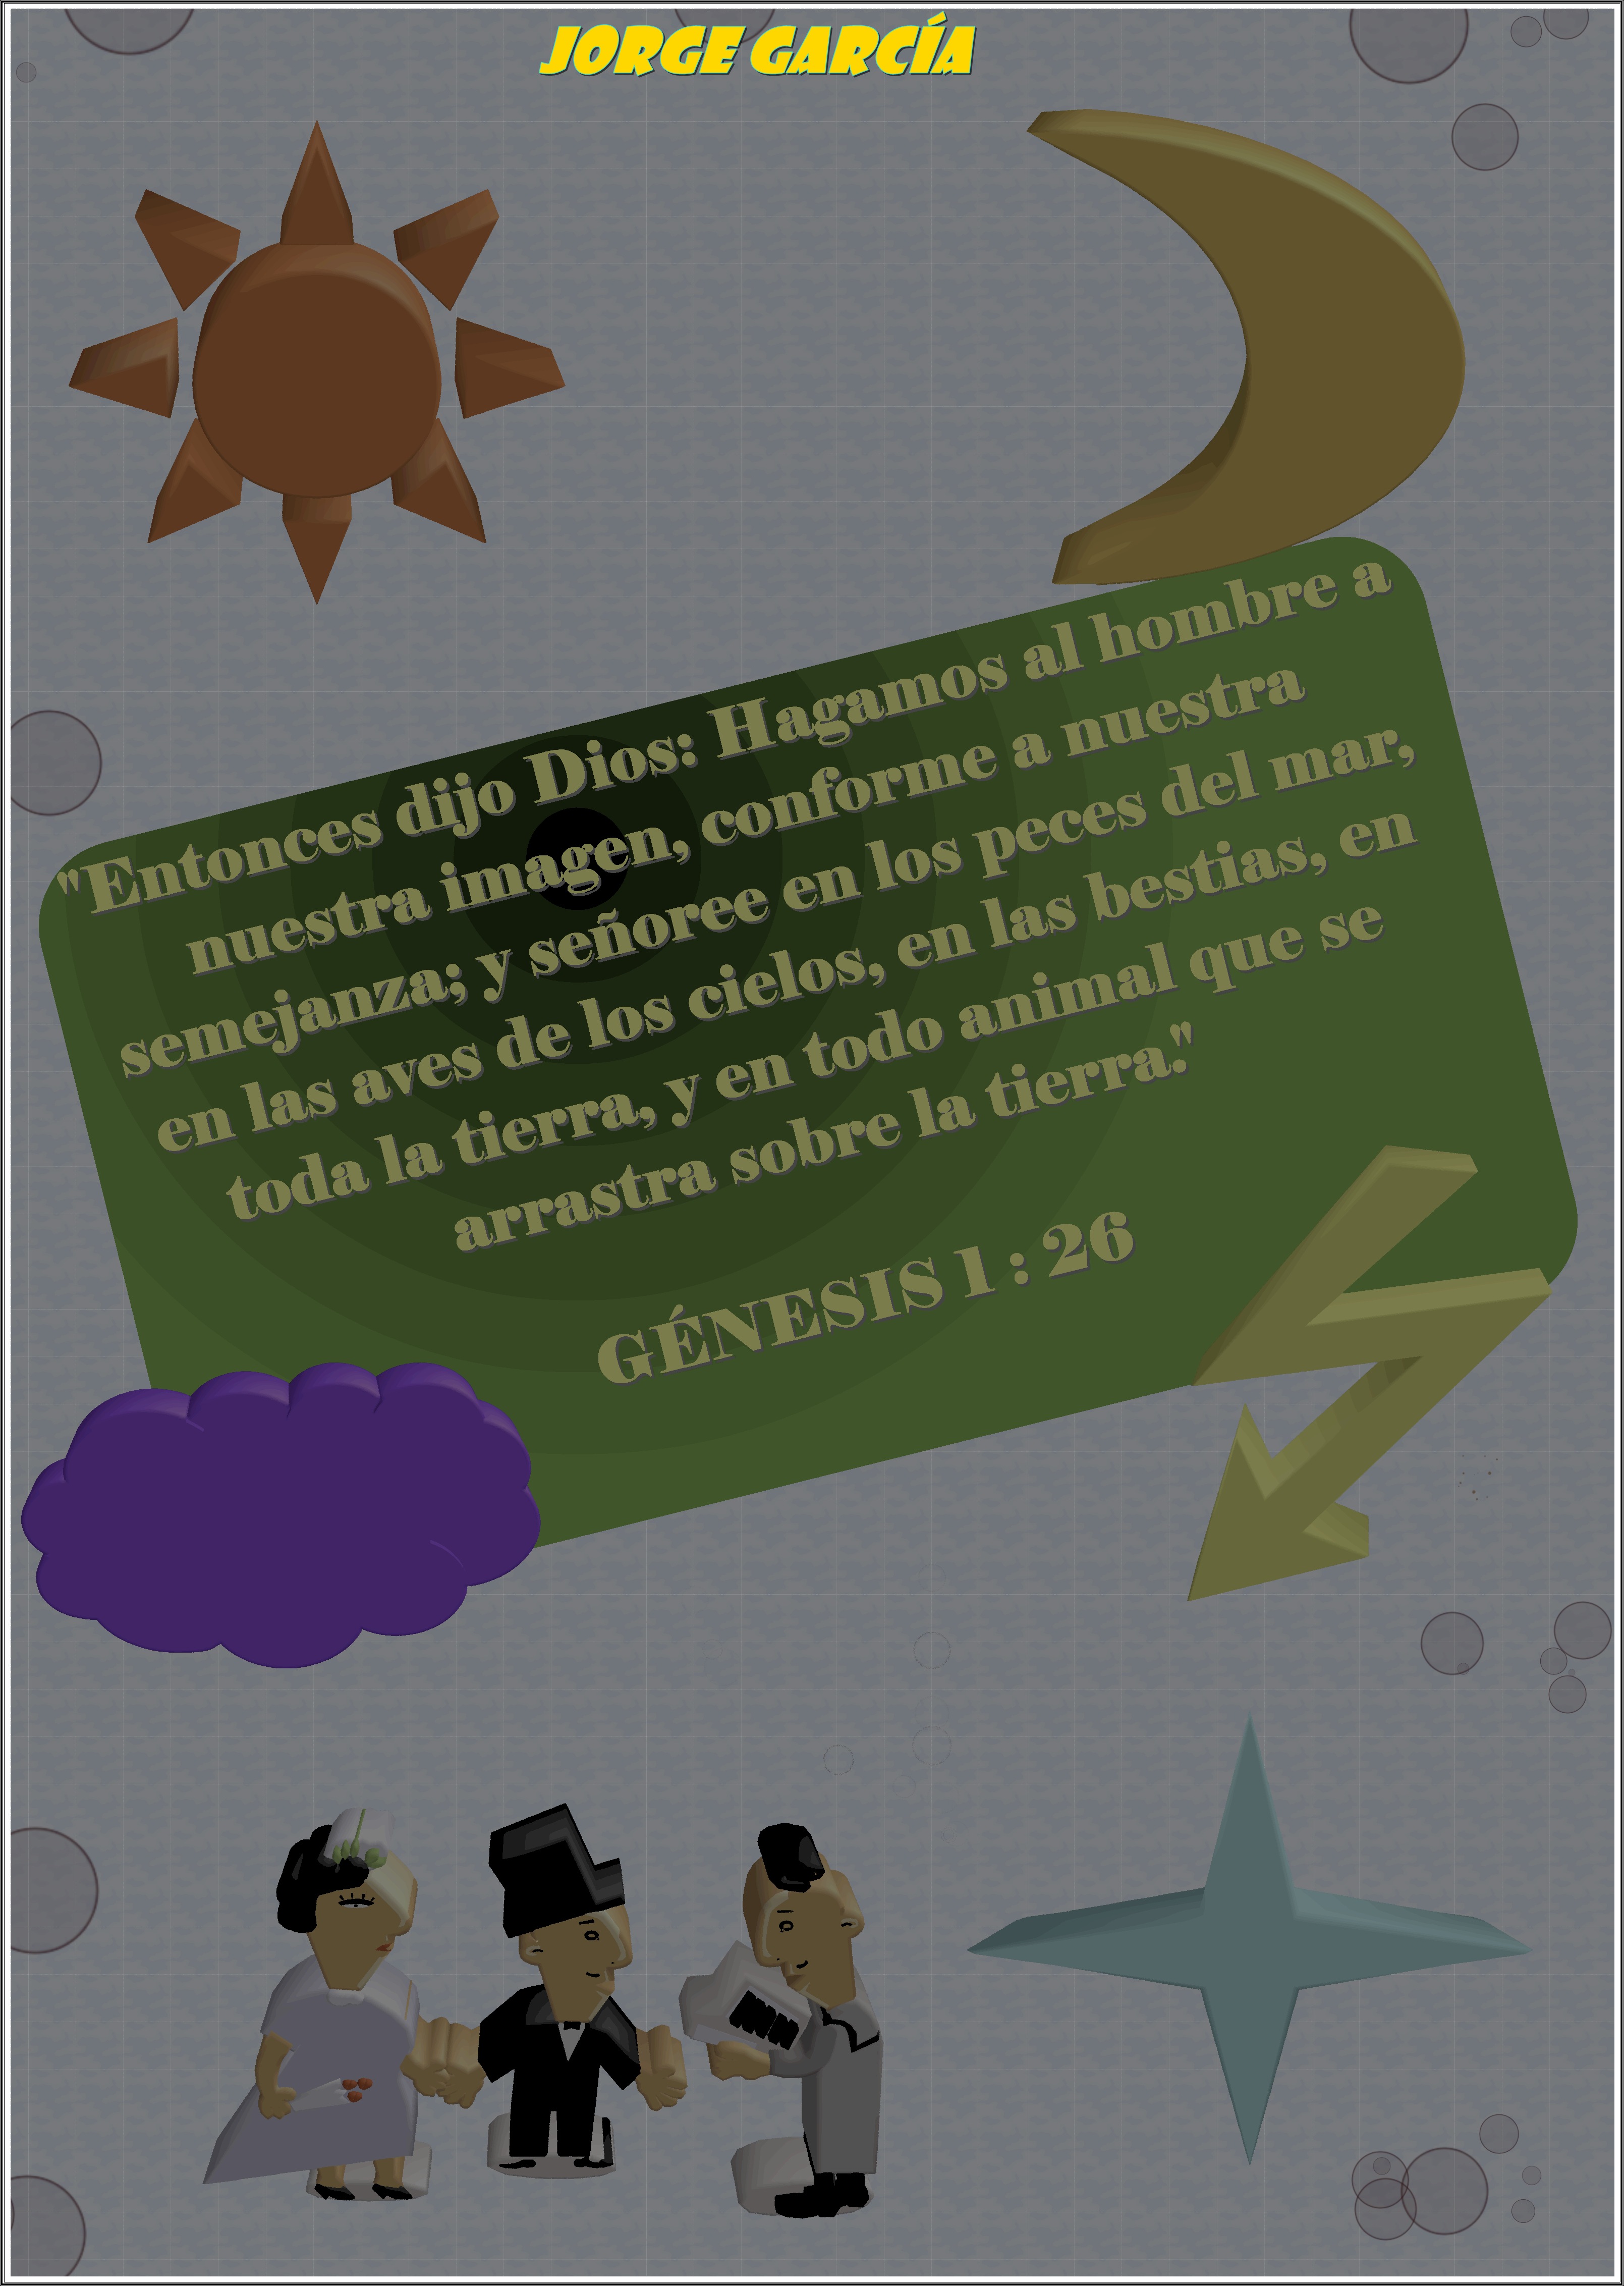 JORGE GARCÍA
"Entonces dijo Dios: Hagamos al hombre a
nuestra imagen, conforme a nuestra
semejanza; y señoree en los peces del mar,
en las aves de los cielos, en las bestias, en
toda la tierra, y en todo animal que se
arrastra sobre la tierra."
GÉNESIS 1 : 26